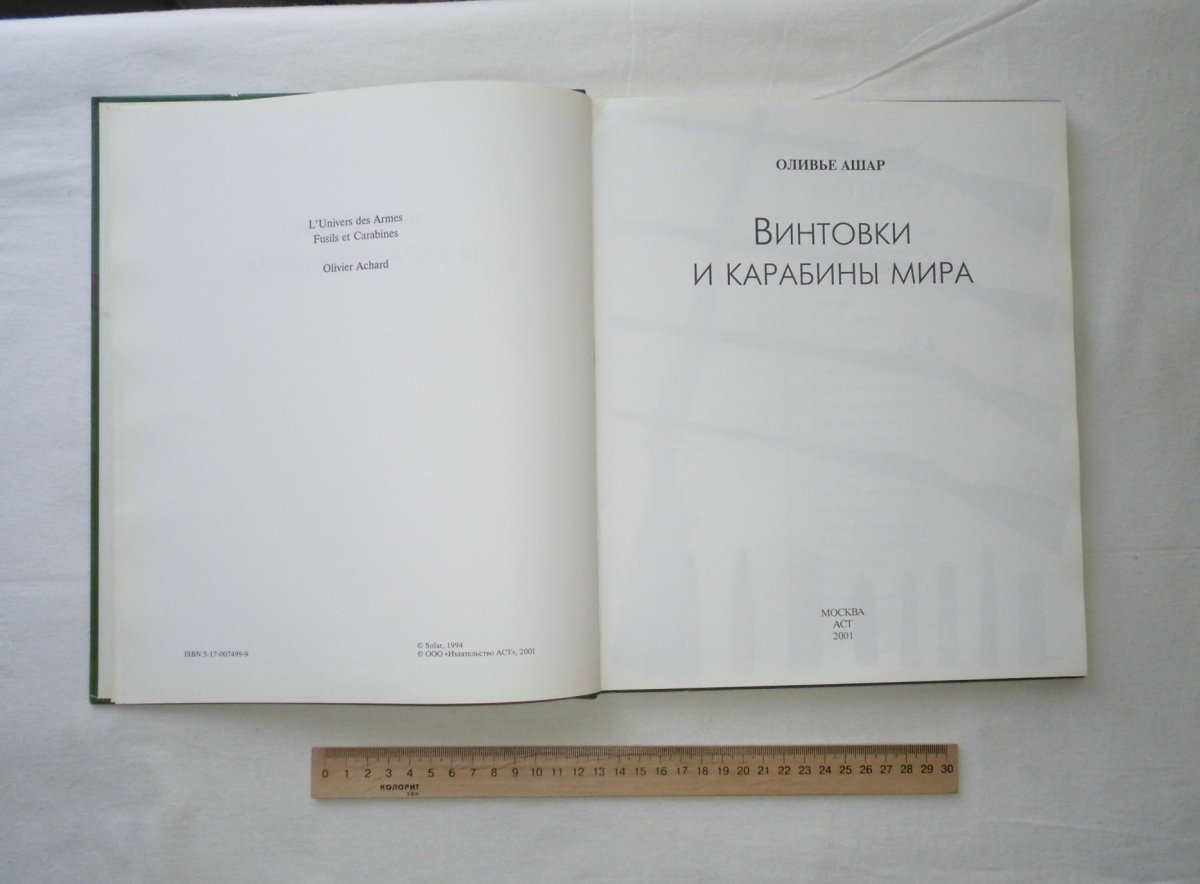 L'Univers des Armes
Fusils et Carabines
Olivier Achard
ISBN 5-17-007499-9
© Solar, 1994
© ООО «Издательство АСТ», 2001
ОЛИВЬЕ АШАР
ВИНТОВКИ
И КАРАБИНЫ МИРА
МОСКВА
АСТ
2001
0 1 2 3 4 5 6 7 8 9 10 11 12 13 14 15 16 17 18 19 20 21 22 23 24 25 26 27 28 29 30
КОЛОРИТ